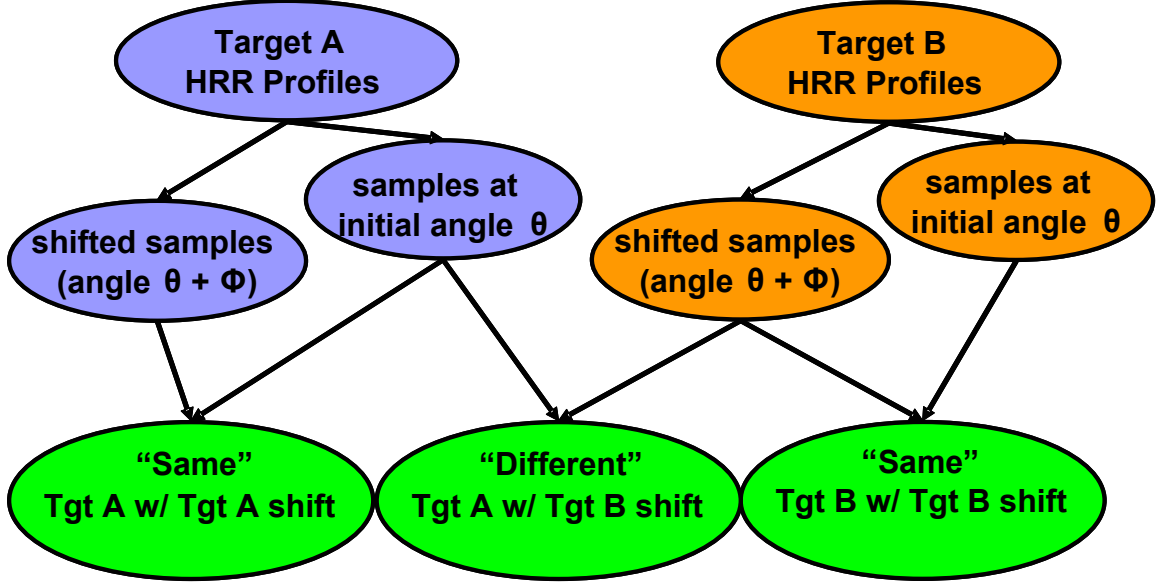 Target A
HRR Profiles
Target B
HRR Profiles
samples at
initial angle θ
samples at
initial angle θ
shifted samples
(angle θ + Φ)
shifted samples
(angle θ + Φ)
“Same”
Tgt A w/ Tgt A shift
“Different”
Tgt A w/ Tgt B shift
“Same”
Tgt B w/ Tgt B shift